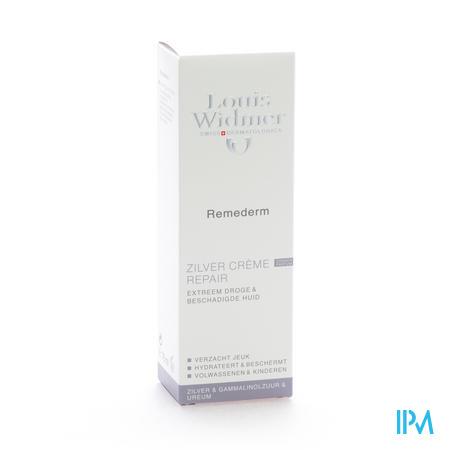 Louis
Widmer
SWISS DERMATOLOGICA
Remederm
ZILVER CRÈME
REPAIR
EXTREEM DROGE &
BESCHADIGDE HUID
VERZACHT JEUK
HYDRATEERT & BESCHERMT
VOLWASSENEN & KINDEREN
ZILVER & GAMMALINOLZUUR &
UREUM
IPM